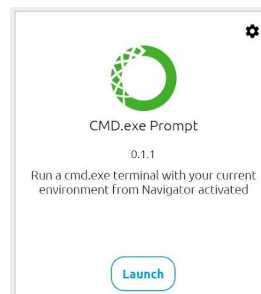 CMD.exe Prompt
0.1.1
Run a cmd.exe terminal with your current
environment from Navigator activated
Launch